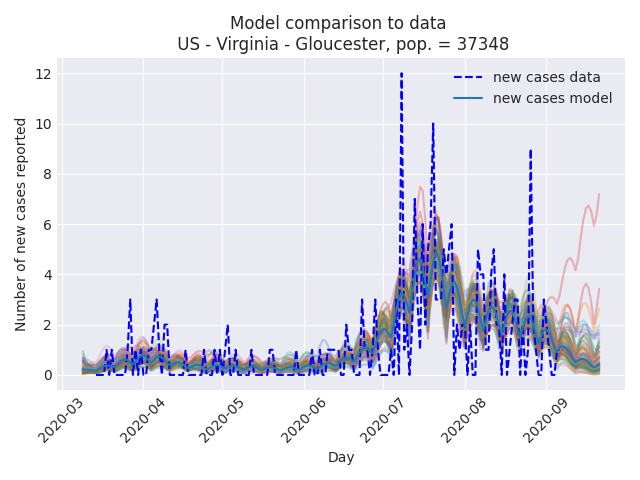 Model comparison to data
US - Virginia - Gloucester, pop. = 37348
new cases data
new cases model
Number of new cases reported
12
10
8
6
4
2
0
2020-03
2020-04
2020-05
2020-06
2020-07
2020-08
2020-09
Day